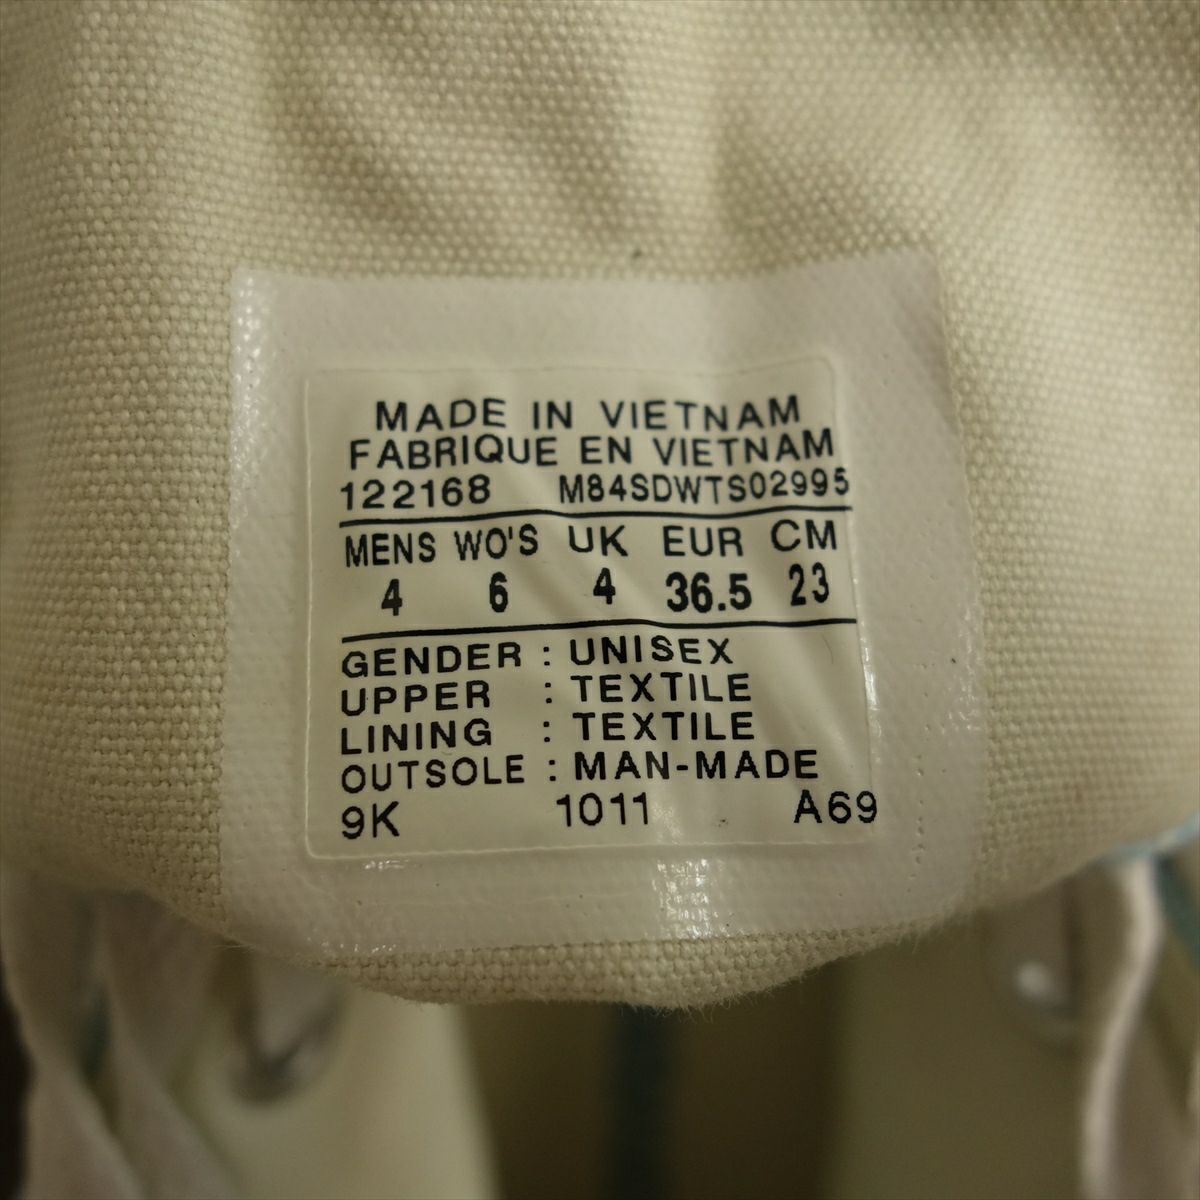 MADE IN VIETNAM
FABRIQUE EN VIETNAM
122168 M84SDWTS02995
MENS WO'S UK EUR CM
4 6 4 36.5 23
GENDER : UNISEX
UPPER : TEXTILE
LINING : TEXTILE
OUTSOLE : MAN-MADE
9K 1011 A69